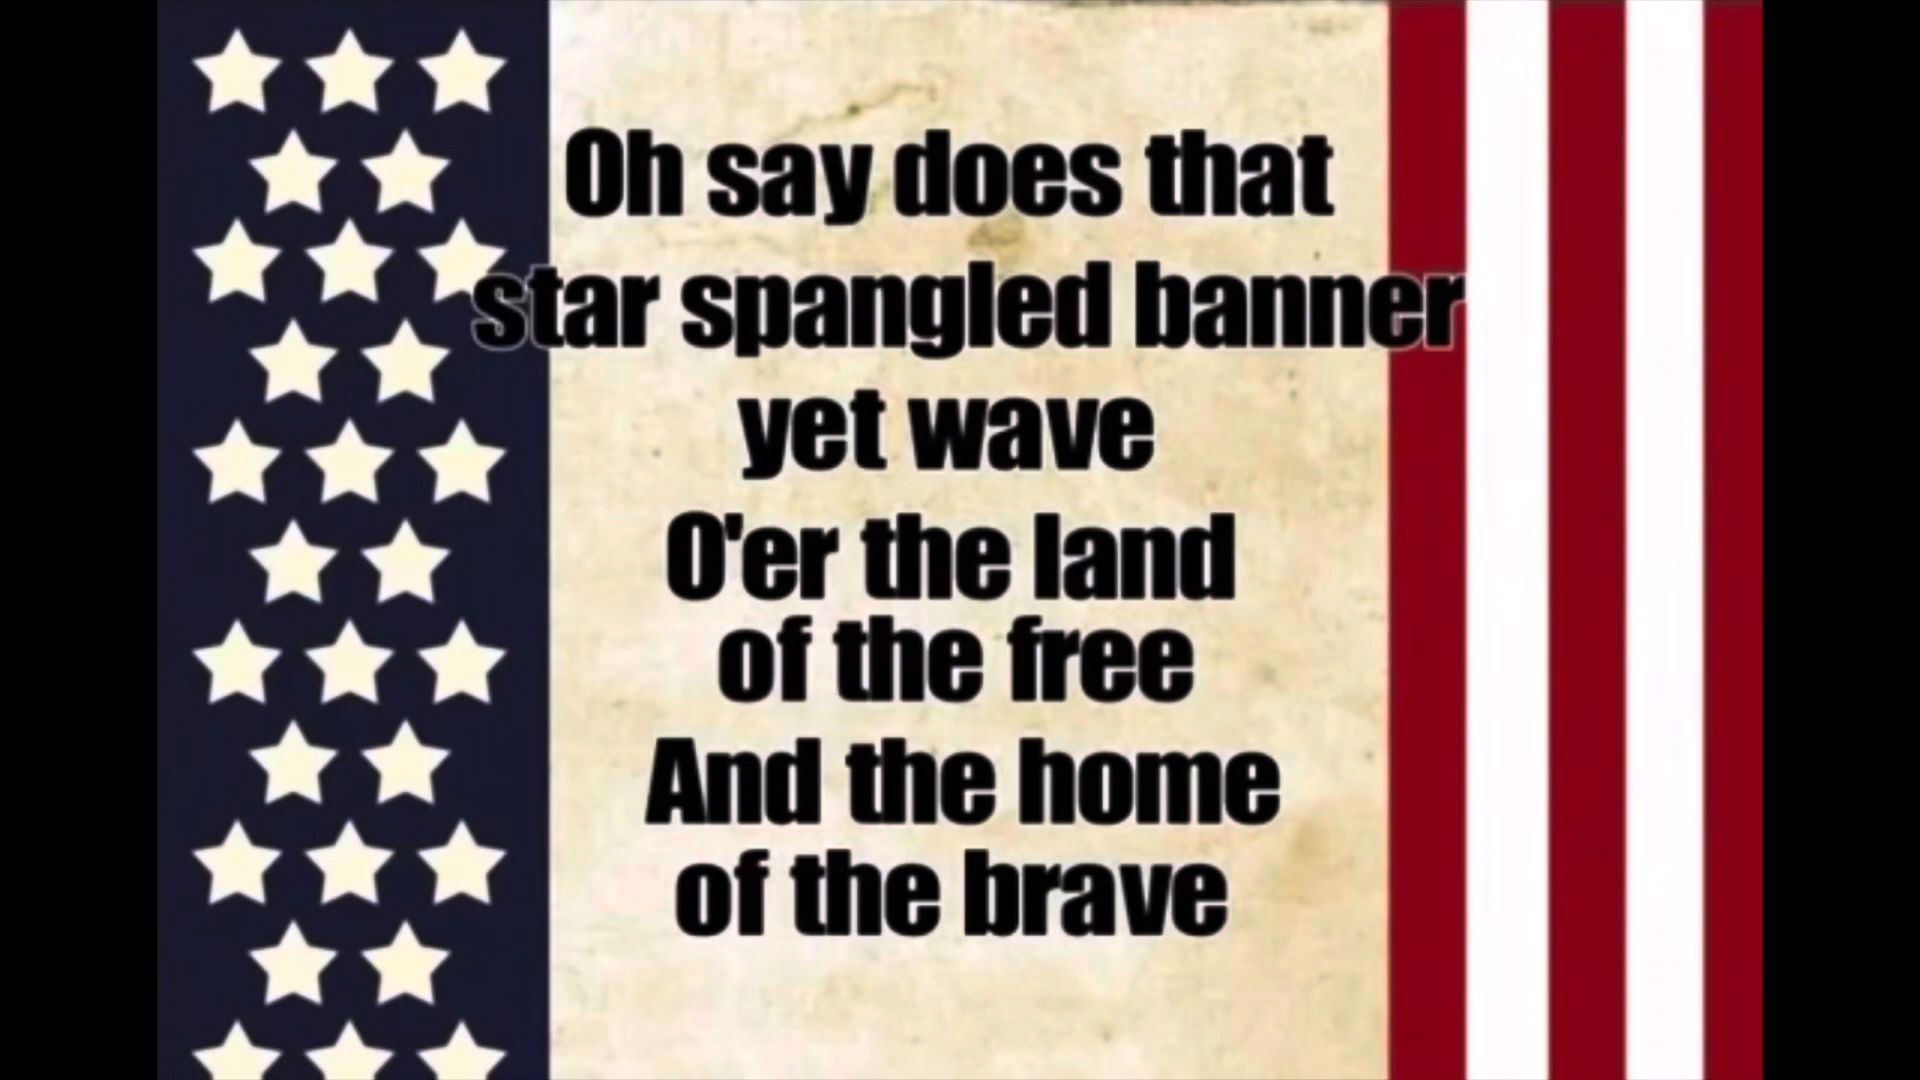 Oh say does that
star spangled banner
yet wave
O'er the land
of the free
And the home
of the brave